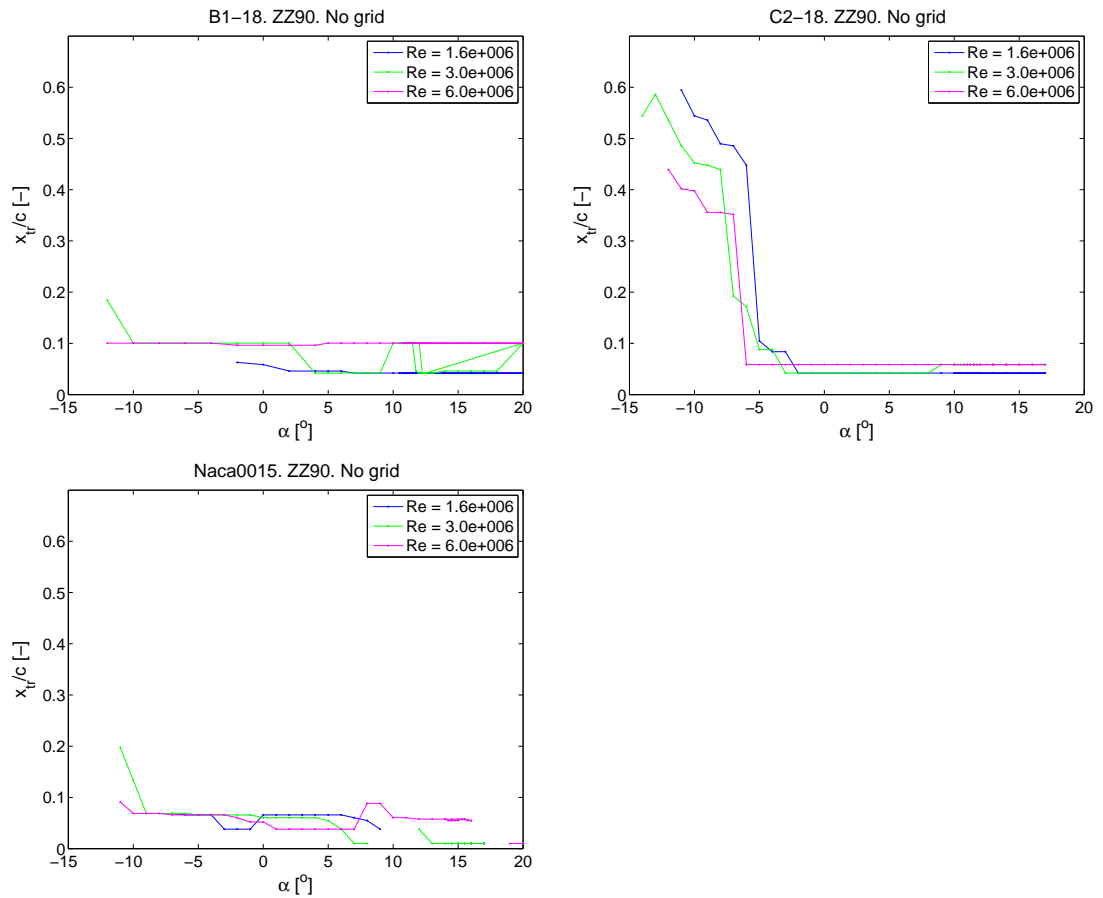 B1−18. ZZ90. No grid
Re = 1.6e+006
Re = 3.0e+006
Re = 6.0e+006
0.6
0.5
0.4
0.3
0.2
0.1
0
x_tr/c [−]
−15 −10 −5 0 5 10 15 20
α [o]
C2−18. ZZ90. No grid
Re = 1.6e+006
Re = 3.0e+006
Re = 6.0e+006
0.6
0.5
0.4
0.3
0.2
0.1
0
x_tr/c [−]
−15 −10 −5 0 5 10 15 20
α [o]
Naca0015. ZZ90. No grid
Re = 1.6e+006
Re = 3.0e+006
Re = 6.0e+006
0.6
0.5
0.4
0.3
0.2
0.1
0
x_tr/c [−]
−15 −10 −5 0 5 10 15 20
α [o]